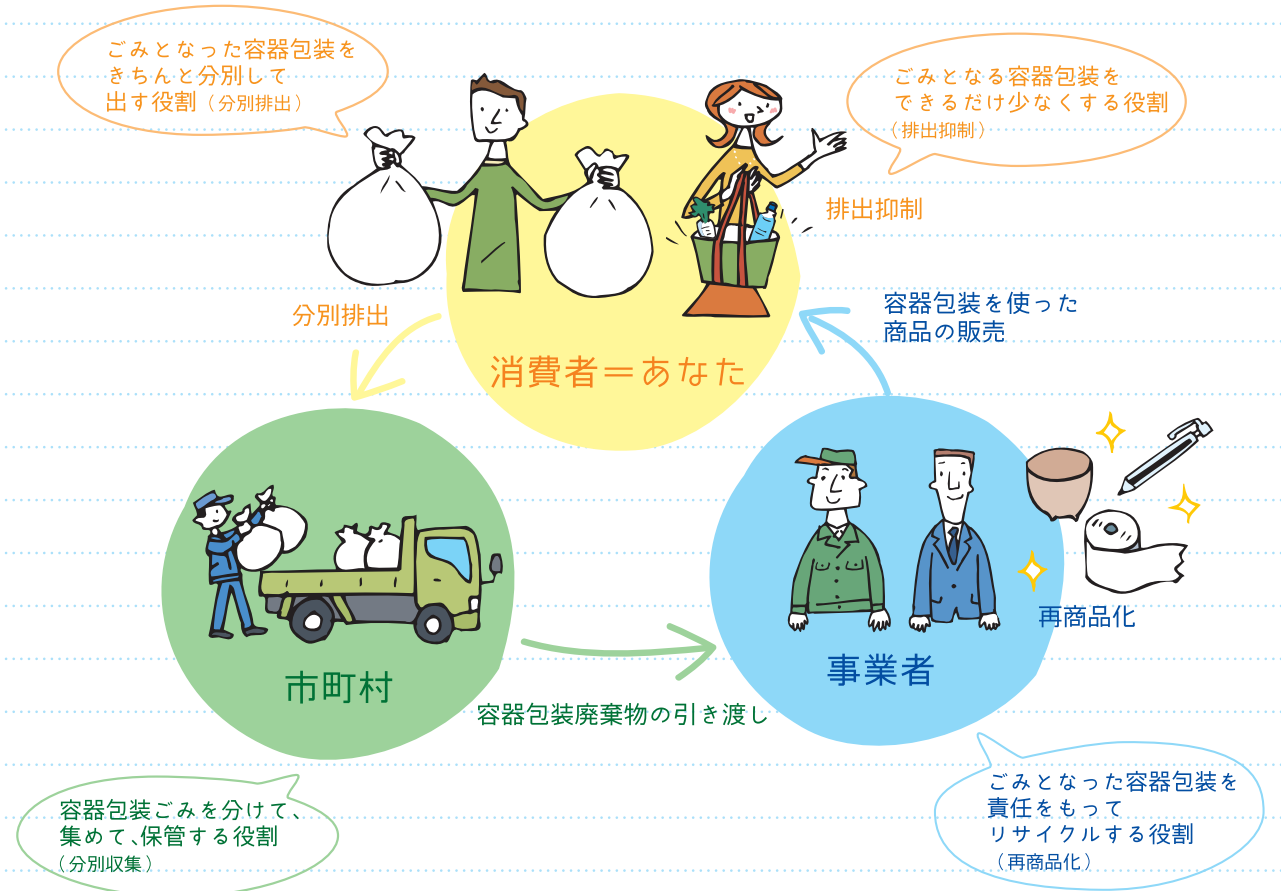 ごみとなった容器包装を
きちんと分別して
出す役割（分別排出）
ごみとなる容器包装を
できるだけ少なくする役割
（排出抑制）
排出抑制
分別排出
容器包装を使った
商品の販売
消費者＝あなた
再商品化
市町村
事業者
容器包装廃棄物の引き渡し
容器包装ごみを分けて、
集めて、保管する役割
（分別収集）
ごみとなった容器包装を
責任をもって
リサイクルする役割
（再商品化）